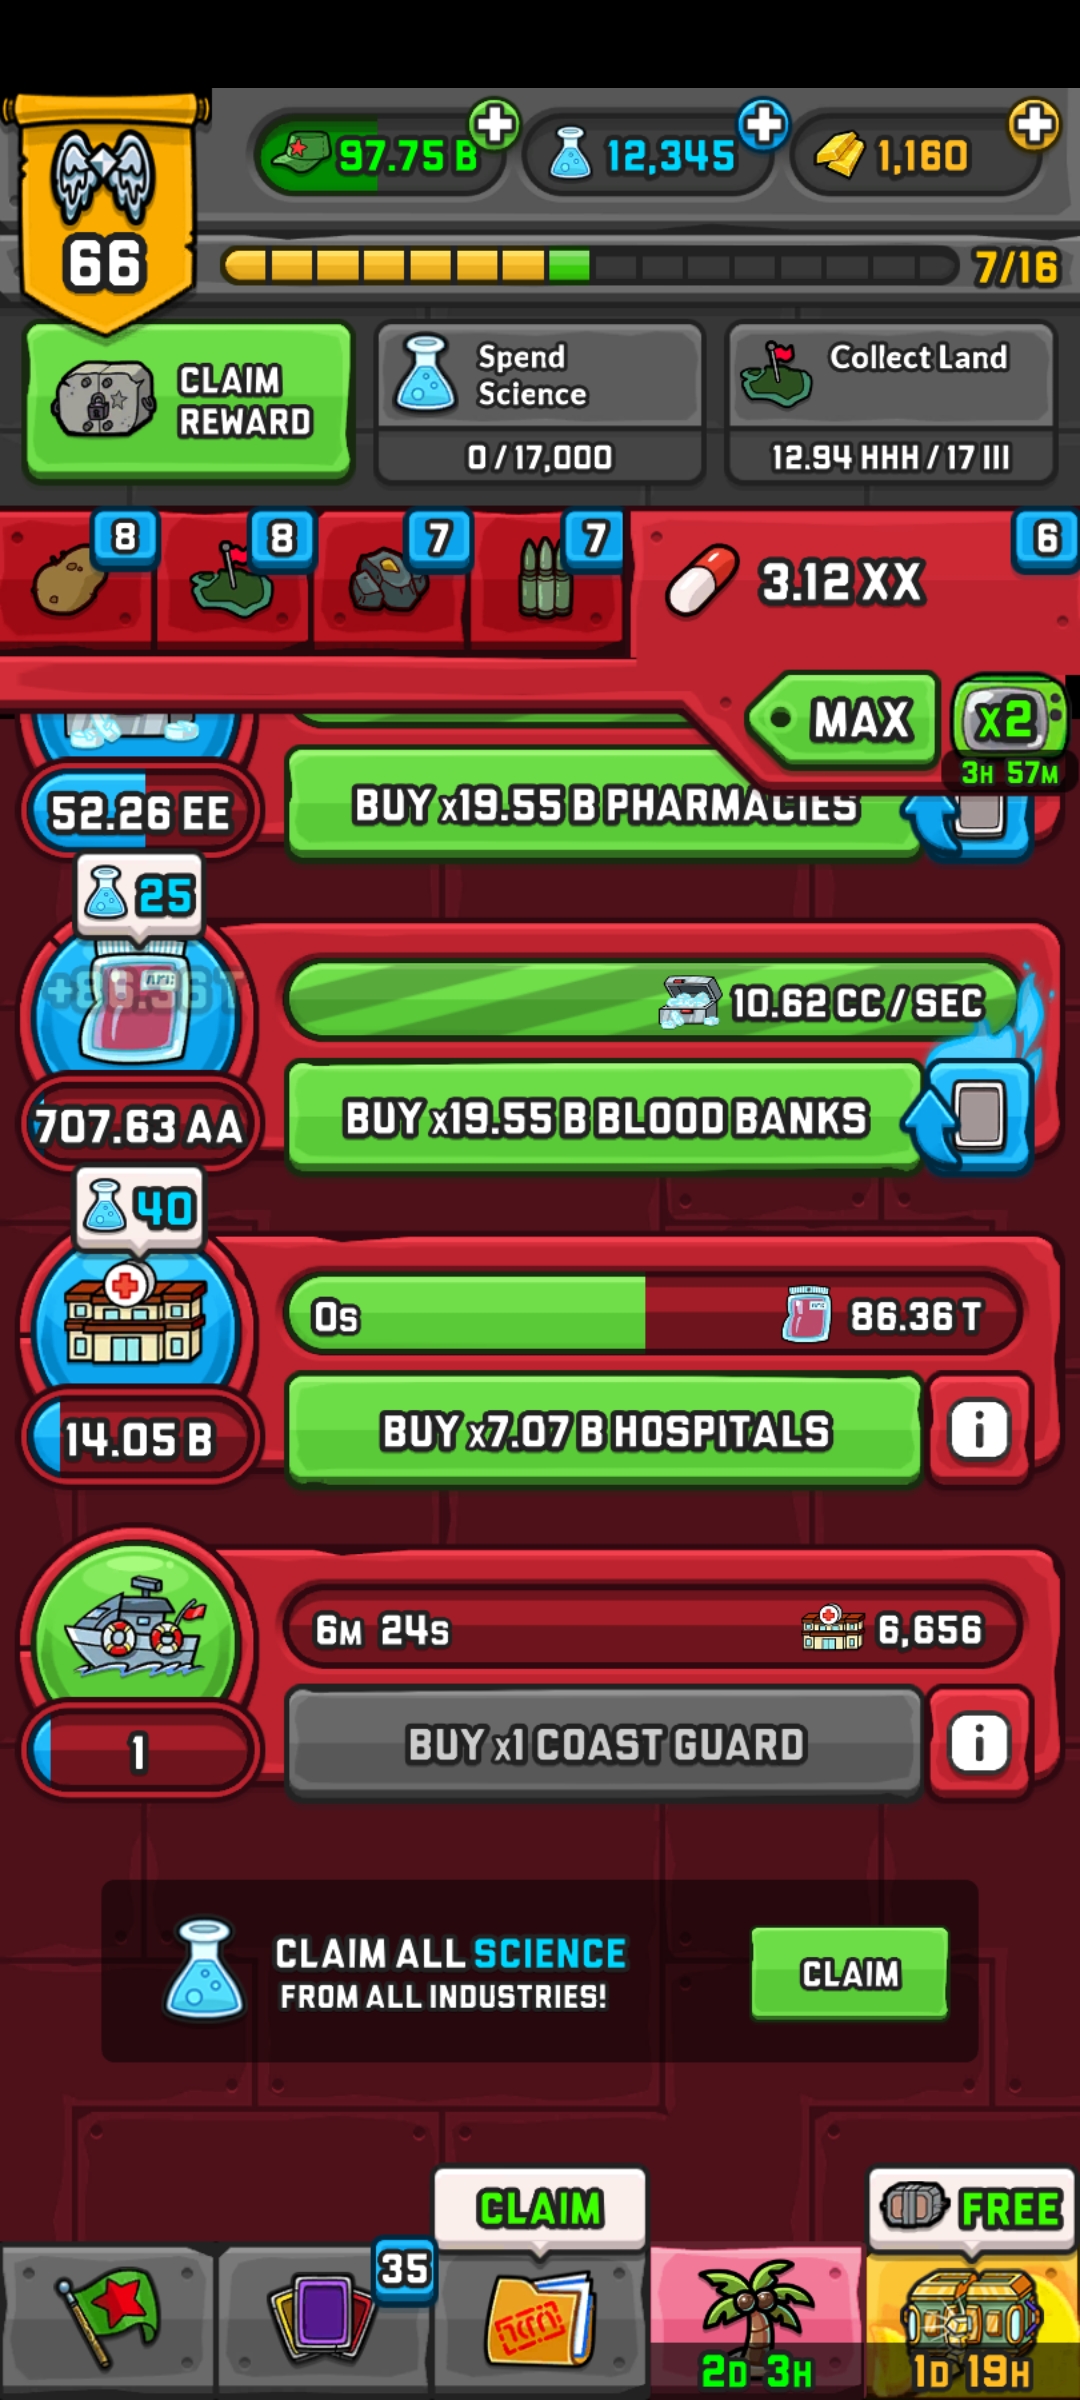 97.75 B
12,345
1,160
66
7/16
CLAIM
REWARD
Spend
Science
0 / 17,000
Collect Land
12.94 HHH / 17 III
8
8
7
7
6
3.12 XX
MAX
x2
3H 57M
52.26 EE
BUY x19.55 B PHARMACIES
25
+86.36T
10.62 CC / SEC
707.63 AA
BUY x19.55 B BLOOD BANKS
40
0s
86.36 T
14.05 B
BUY x7.07 B HOSPITALS
i
6M 24s
6,656
1
BUY x1 COAST GUARD
i
CLAIM ALL SCIENCE
FROM ALL INDUSTRIES!
CLAIM
CLAIM
FREE
35
2D 3H
1D 19H